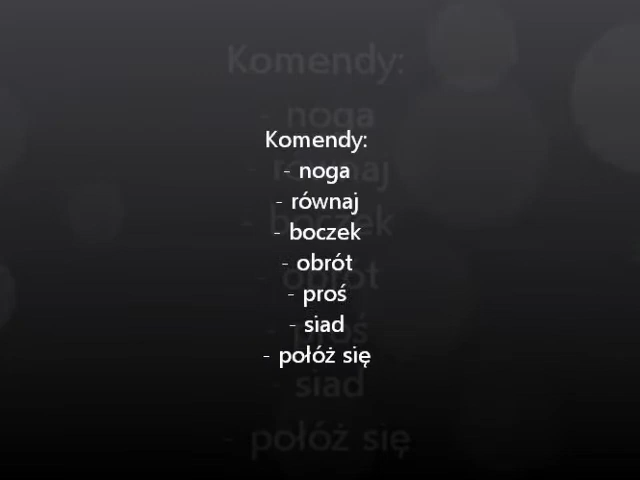 Komendy:
- noga
- równaj
- boczek
- obrót
- proś
- siad
- połóż się